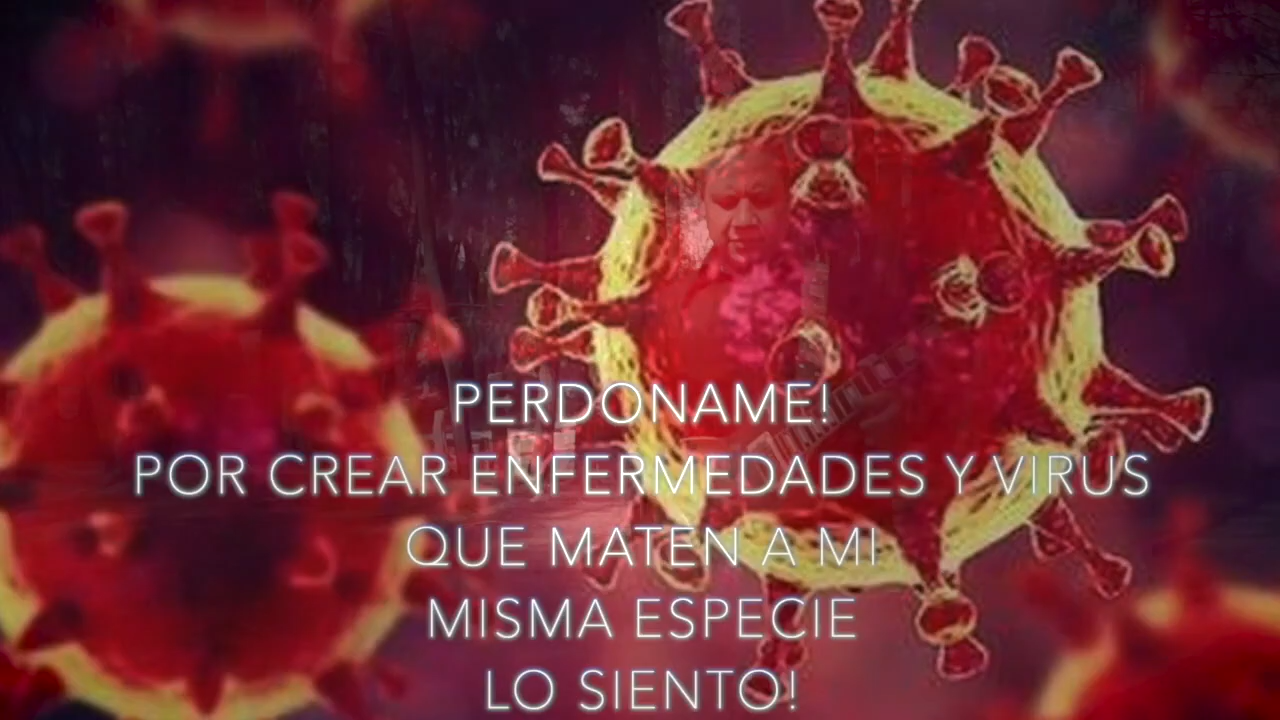 PERDONAME!
POR CREAR ENFERMEDADES Y VIRUS
QUE MATEN A MI
MISMA ESPECIE
LO SIENTO!